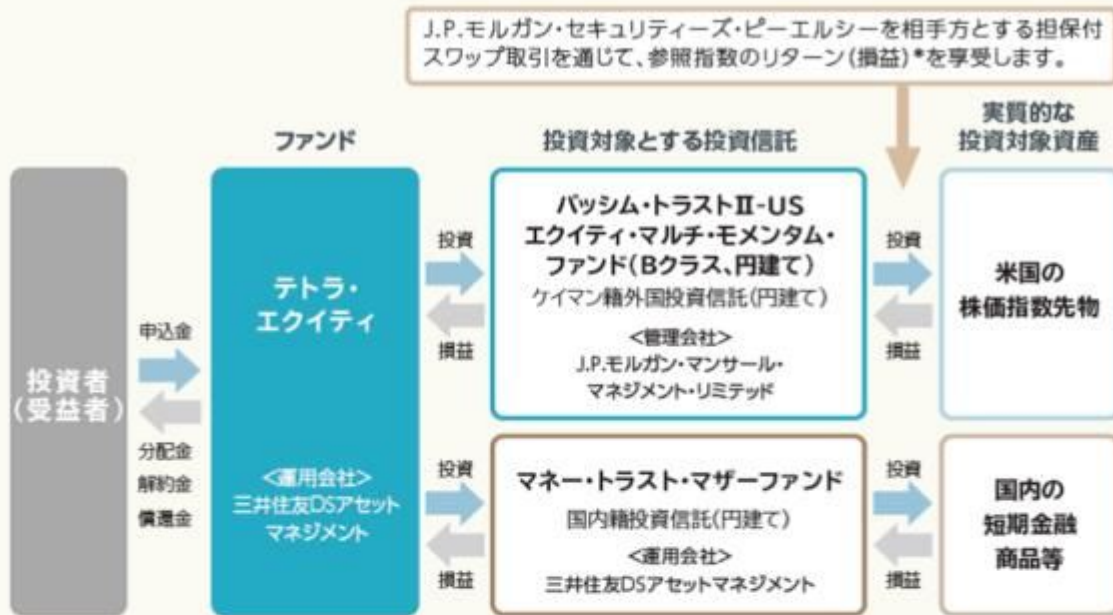 J.P.モルガン・セキュリティーズ・ピーエルシーを相手方とする担保付
スワップ取引を通じて、参照指数のリターン(損益)*を享受します。
ファンド
投資対象とする投資信託
実質的な
投資対象資産
投資者
(受益者)
申込金
分配金
解約金
償還金
テトラ・
エクイティ
<運用会社>
三井住友DSアセット
マネジメント
投資
損益
バッシム・トラストⅡ-US
エクイティ・マルチ・モメンタム・
ファンド(Bクラス、円建て)
ケイマン籍外国投資信託(円建て)
<管理会社>
J.P.モルガン・マンサール・
マネジメント・リミテッド
投資
損益
米国の
株価指数先物
投資
損益
マネー・トラスト・マザーファンド
国内籍投資信託(円建て)
<運用会社>
三井住友DSアセットマネジメント
投資
損益
国内の
短期金融
商品等